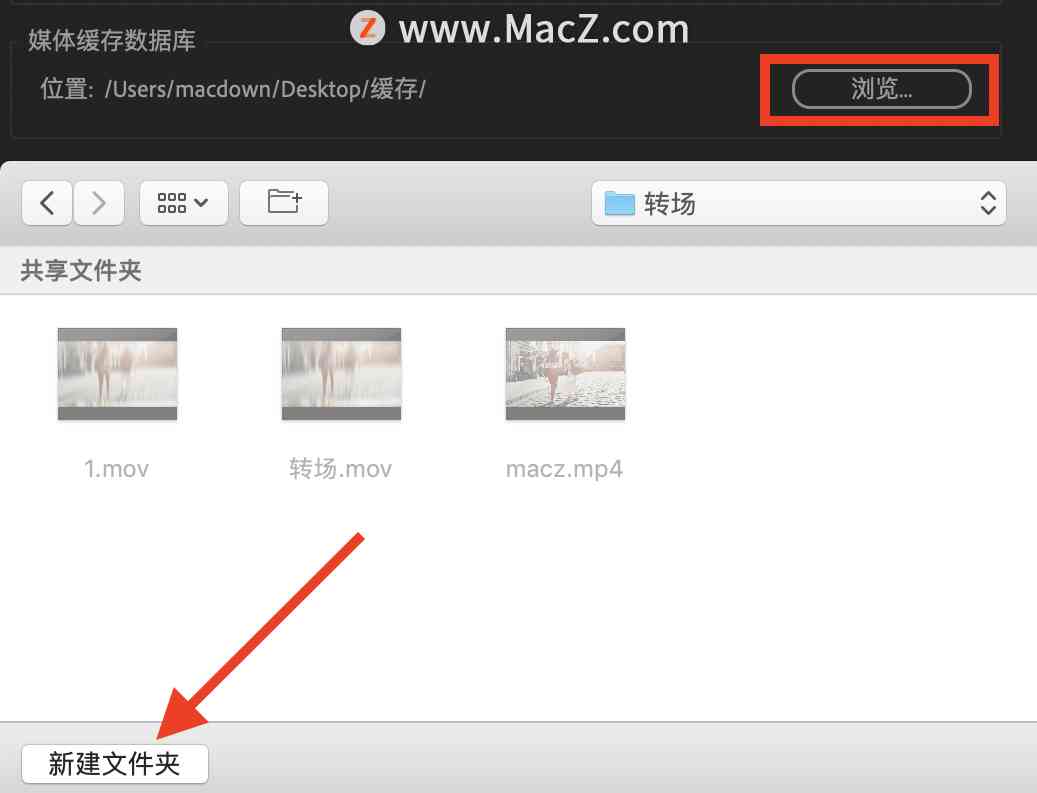 www.MacZ.com
媒体缓存数据库
位置: /Users/macdown/Desktop/缓存/
浏览...
转场
共享文件夹
1.mov
转场.mov
macz.mp4
新建文件夹